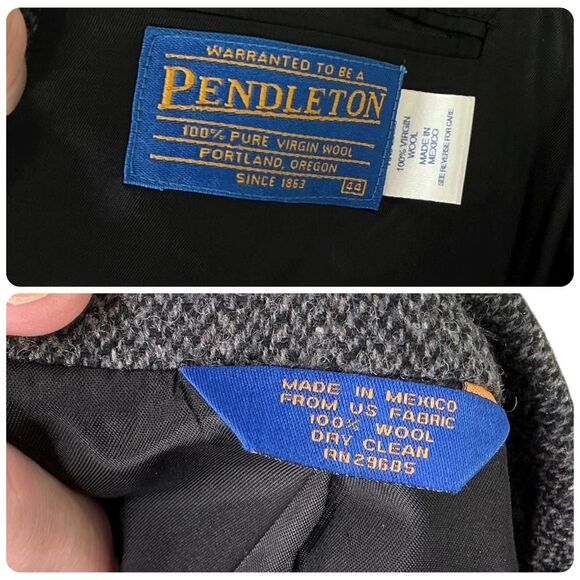 WARRANTED TO BE A
PENDLETON
100% PURE VIRGIN WOOL
PORTLAND, OREGON
SINCE 1863
44
100% VIRGIN
WOOL
MADE IN
MEXICO
SEE REVERSE FOR CARE
MADE IN MEXICO
FROM US FABRIC
100% WOOL
DRY CLEAN
RN29685